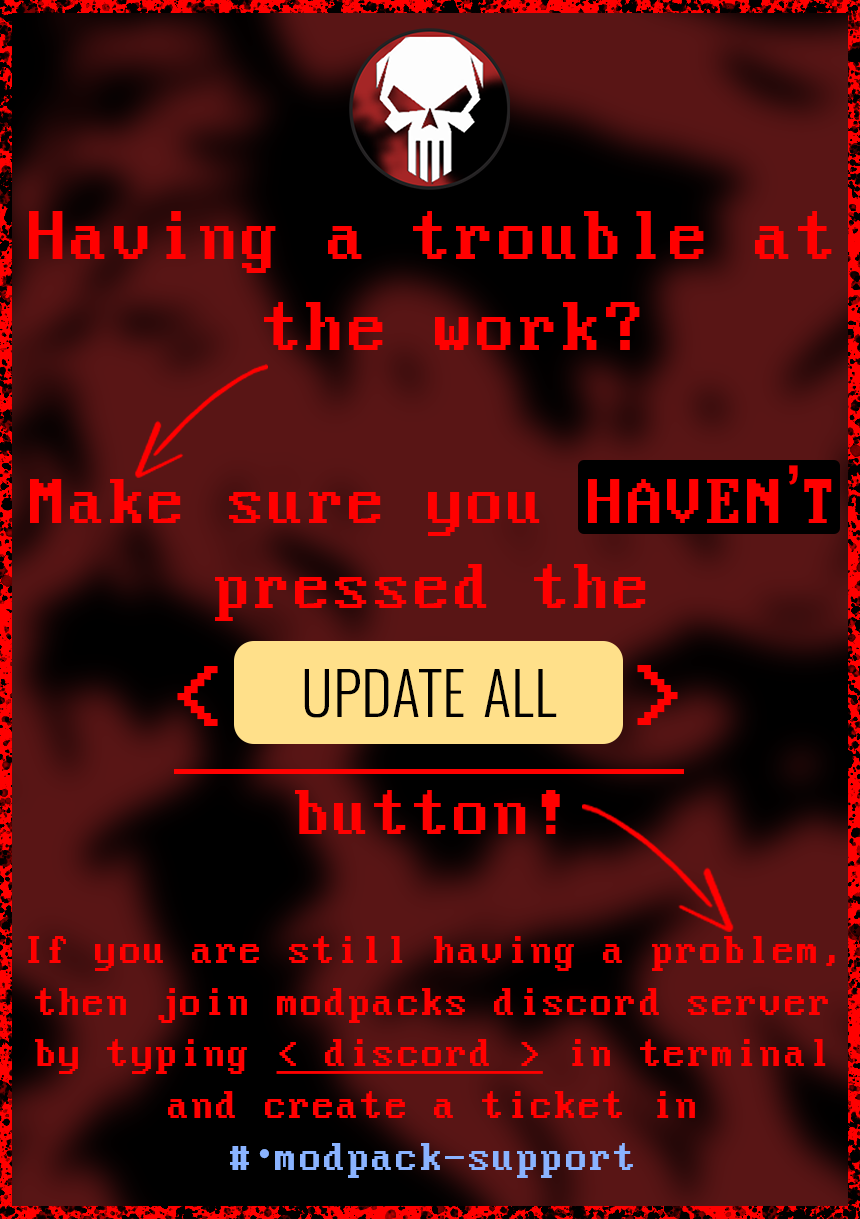 Having a trouble at
the work?
Make sure you HAVEN'T
pressed the
< UPDATE ALL >
button!
If you are still having a problem,
then join modpacks discord server
by typing < discord > in terminal
and create a ticket in
#•modpack-support